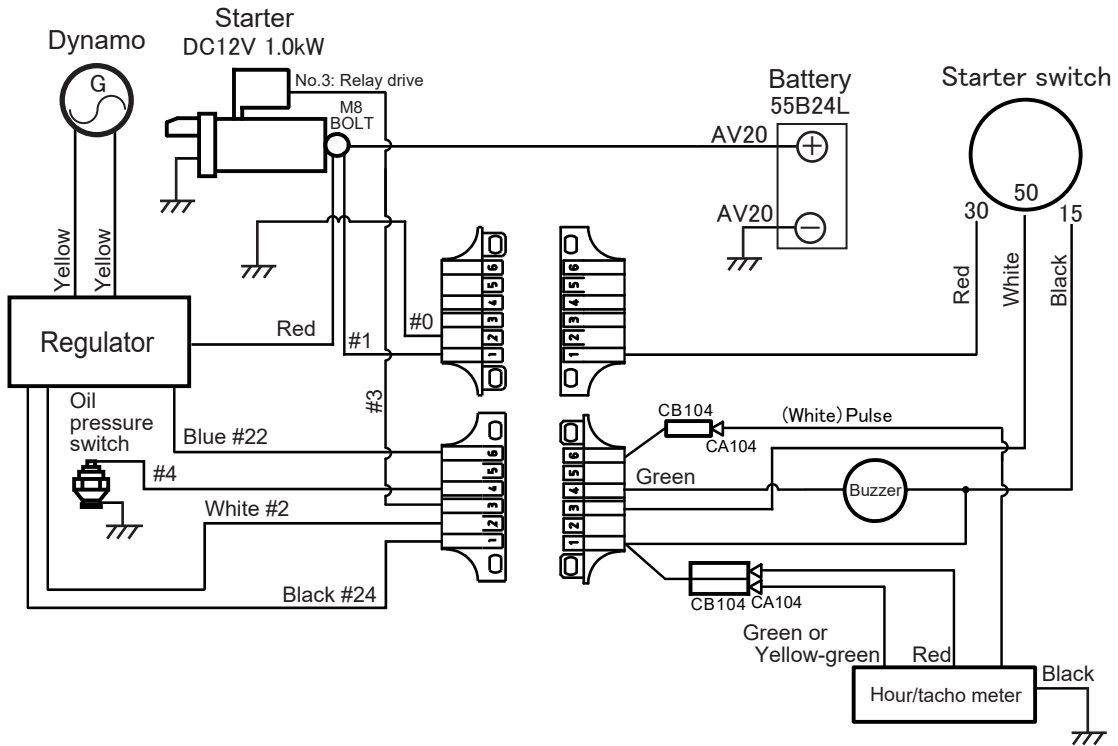 Starter
DC12V 1.0kW
Dynamo
G
No.3: Relay drive
M8
BOLT
Battery
55B24L
AV20
+
AV20
−
Starter switch
50
30
15
Red
White
Black
Yellow
Yellow
Regulator
Red
#0
#1
#3
6
5
4
3
2
1
6
5
4
3
2
1
Oil
pressure
switch
Blue #22
#4
White #2
Black #24
6
5
4
3
2
1
6
5
4
3
2
1
CB104
CA104
(White) Pulse
Green
Buzzer
CB104
CA104
Green or
Yellow-green
Red
Black
Hour/tacho meter